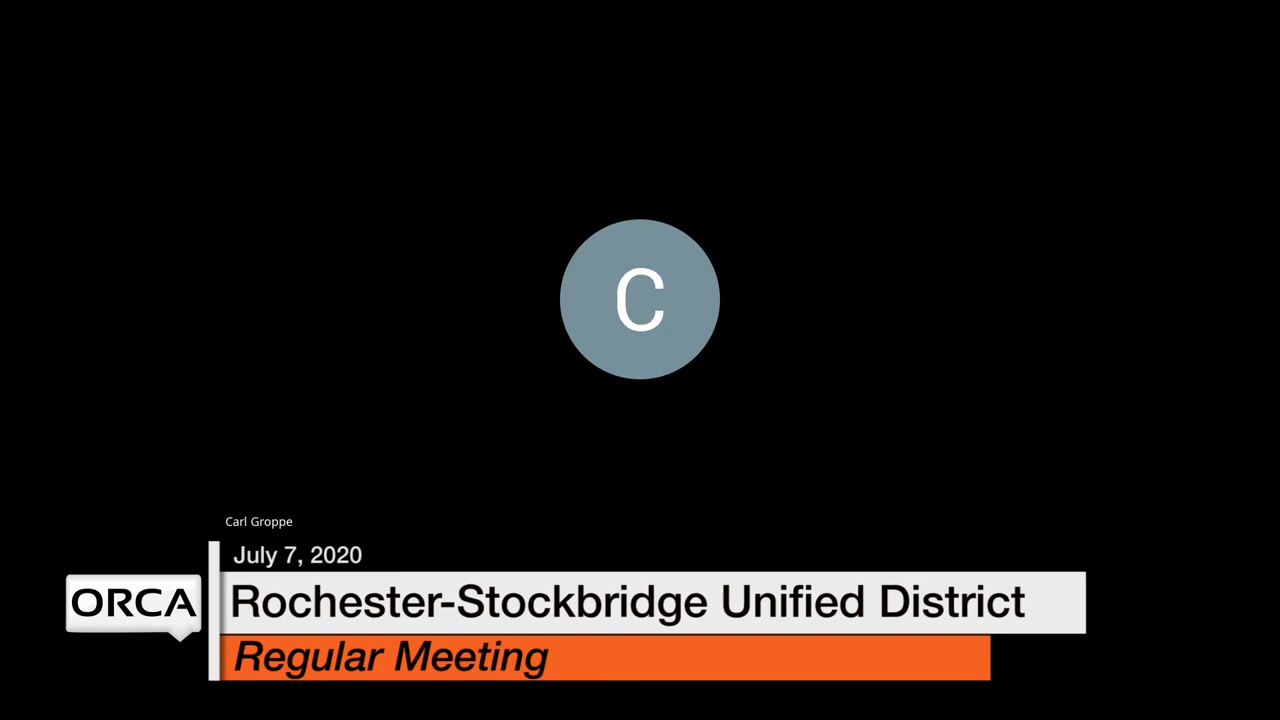 C
Carl Groppe
July 7, 2020
ORCA
Rochester-Stockbridge Unified District
Regular Meeting